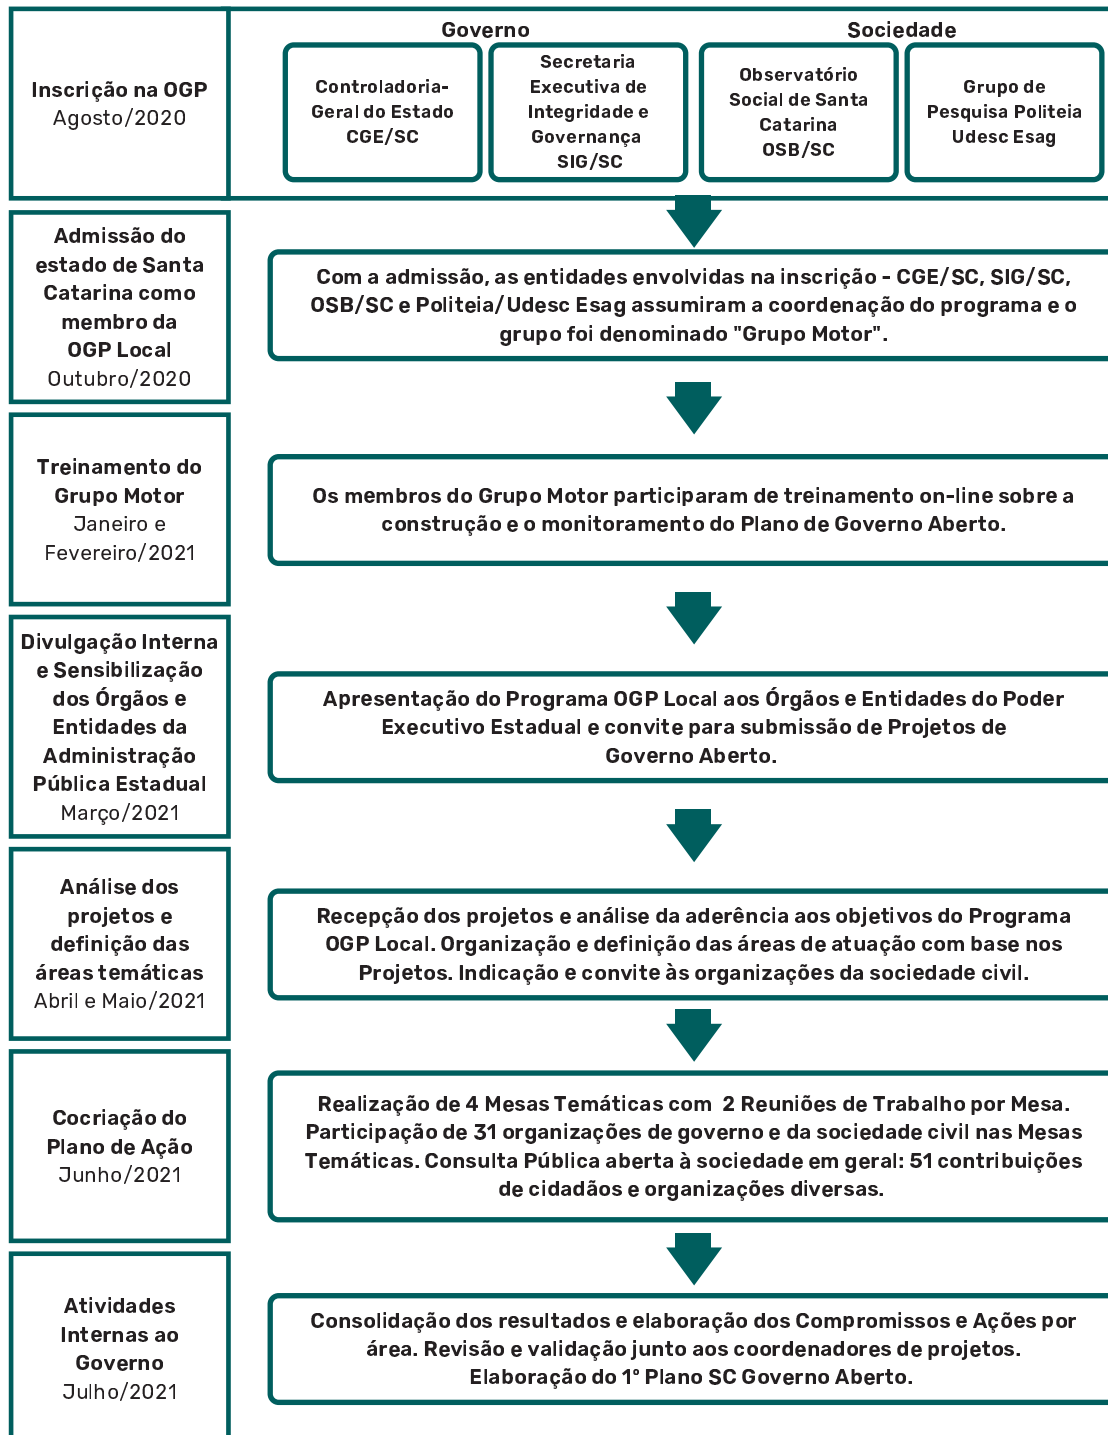 Inscrição na OGP
Agosto/2020
Governo
Sociedade
Controladoria-
Geral do Estado
CGE/SC
Secretaria
Executiva de
Integridade e
Governança
SIG/SC
Observatório
Social de Santa
Catarina
OSB/SC
Grupo de
Pesquisa Politeia
Udesc Esag
Admissão do
estado de Santa
Catarina como
membro da
OGP Local
Outubro/2020
Com a admissão, as entidades envolvidas na inscrição - CGE/SC, SIG/SC,
OSB/SC e Politeia/Udesc Esag assumiram a coordenação do programa e o
grupo foi denominado "Grupo Motor".
Treinamento do
Grupo Motor
Janeiro e
Fevereiro/2021
Os membros do Grupo Motor participaram de treinamento on-line sobre a
construção e o monitoramento do Plano de Governo Aberto.
Divulgação Interna
e Sensibilização
dos Órgãos e
Entidades da
Administração
Pública Estadual
Março/2021
Apresentação do Programa OGP Local aos Órgãos e Entidades do Poder
Executivo Estadual e convite para submissão de Projetos de
Governo Aberto.
Análise dos
projetos e
definição das
áreas temáticas
Abril e Maio/2021
Recepção dos projetos e análise da aderência aos objetivos do Programa
OGP Local. Organização e definição das áreas de atuação com base nos
Projetos. Indicação e convite às organizações da sociedade civil.
Cocriação do
Plano de Ação
Junho/2021
Realização de 4 Mesas Temáticas com  2 Reuniões de Trabalho por Mesa.
Participação de 31 organizações de governo e da sociedade civil nas Mesas
Temáticas. Consulta Pública aberta à sociedade em geral: 51 contribuições
de cidadãos e organizações diversas.
Atividades
Internas ao
Governo
Julho/2021
Consolidação dos resultados e elaboração dos Compromissos e Ações por
área. Revisão e validação junto aos coordenadores de projetos.
Elaboração do 1º Plano SC Governo Aberto.